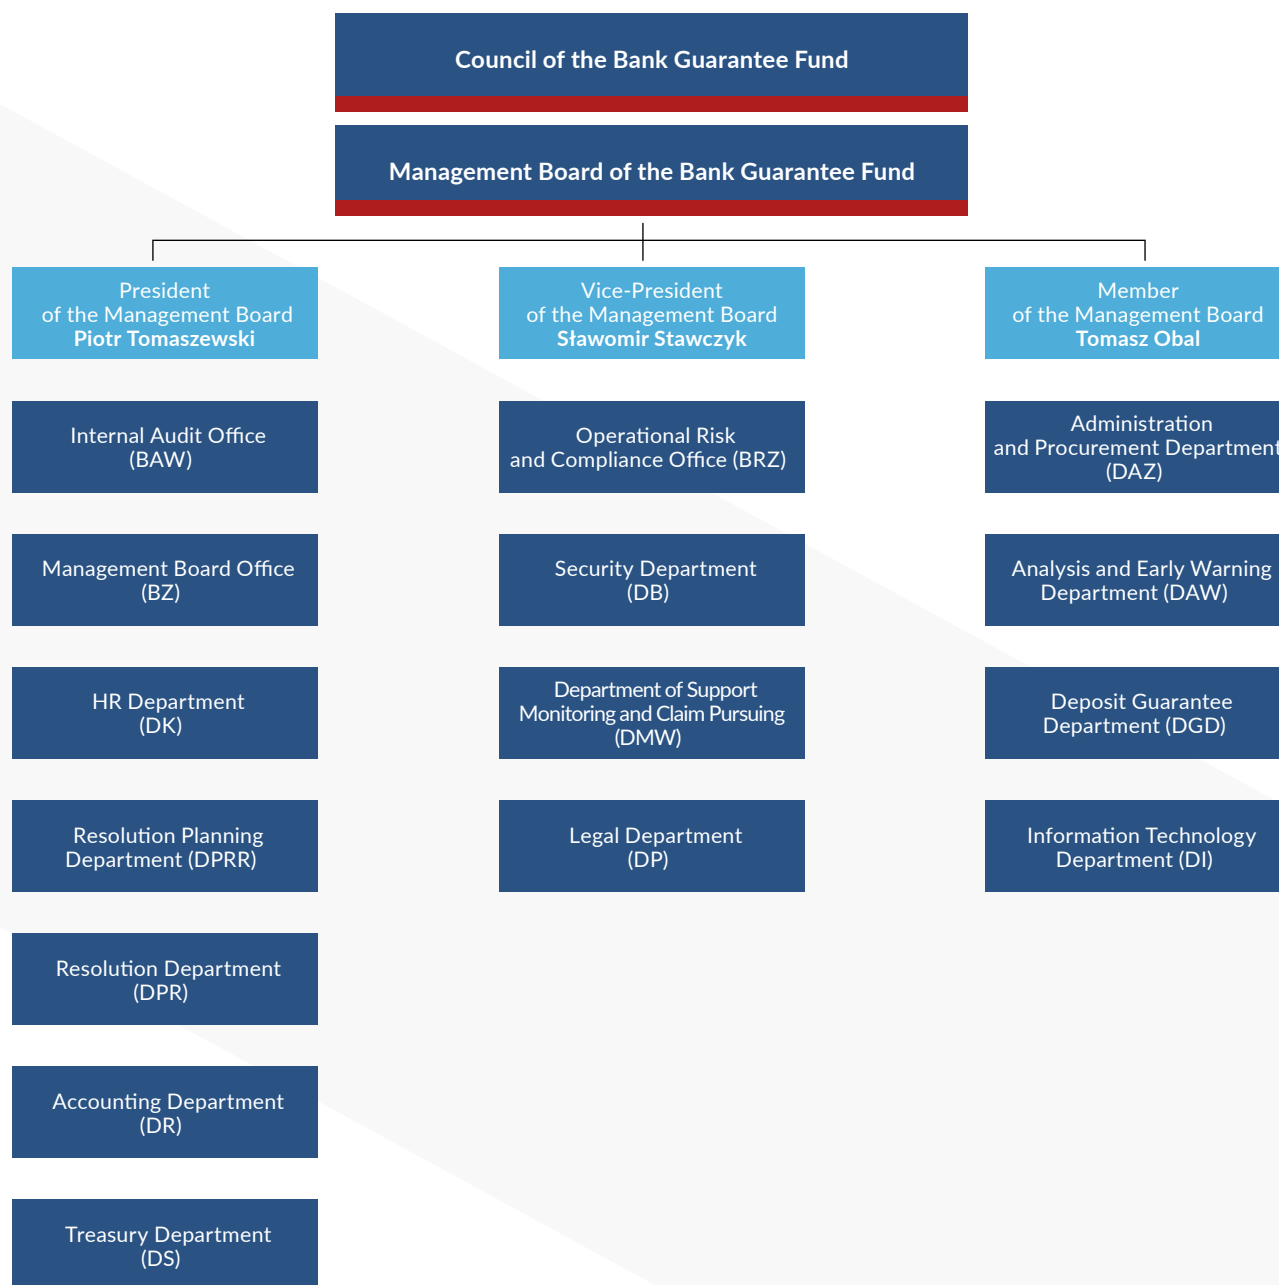 Council of the Bank Guarantee Fund
Management Board of the Bank Guarantee Fund
President
of the Management Board
Piotr Tomaszewski
Internal Audit Office
(BAW)
Management Board Office
(BZ)
HR Department
(DK)
Resolution Planning
Department (DPRR)
Resolution Department
(DPR)
Accounting Department
(DR)
Treasury Department
(DS)
Vice-President
of the Management Board
Sławomir Stawczyk
Operational Risk
and Compliance Office (BRZ)
Security Department
(DB)
Department of Support
Monitoring and Claim Pursuing
(DMW)
Legal Department
(DP)
Member
of the Management Board
Tomasz Obal
Administration
and Procurement Department
(DAZ)
Analysis and Early Warning
Department (DAW)
Deposit Guarantee
Department (DGD)
Information Technology
Department (DI)